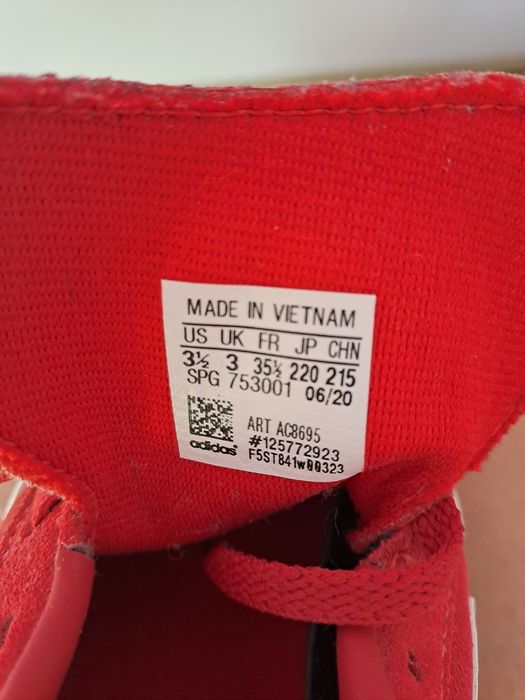 MADE IN VIETNAM
US UK FR JP CHN
3½ 3 35½ 220 215
SPG 753001 06/20
ART AC8695
#125772923
adidas F5ST841w00323